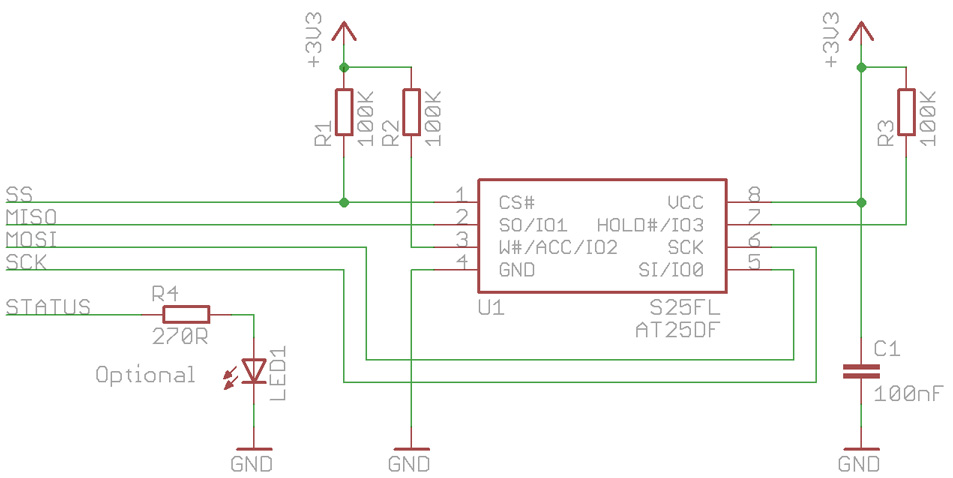 +3V3
+3V3
R1
100K
R2
100K
R3
100K
SS
MISO
MOSI
SCK
1
2
3
4
CS#
SO/IO1
W#/ACC/IO2
GND
VCC
HOLD#/IO3
SCK
SI/IO0
8
7
6
5
U1
S25FL
AT25DF
STATUS
R4
270R
Optional
LED1
C1
100nF
GND
GND
GND